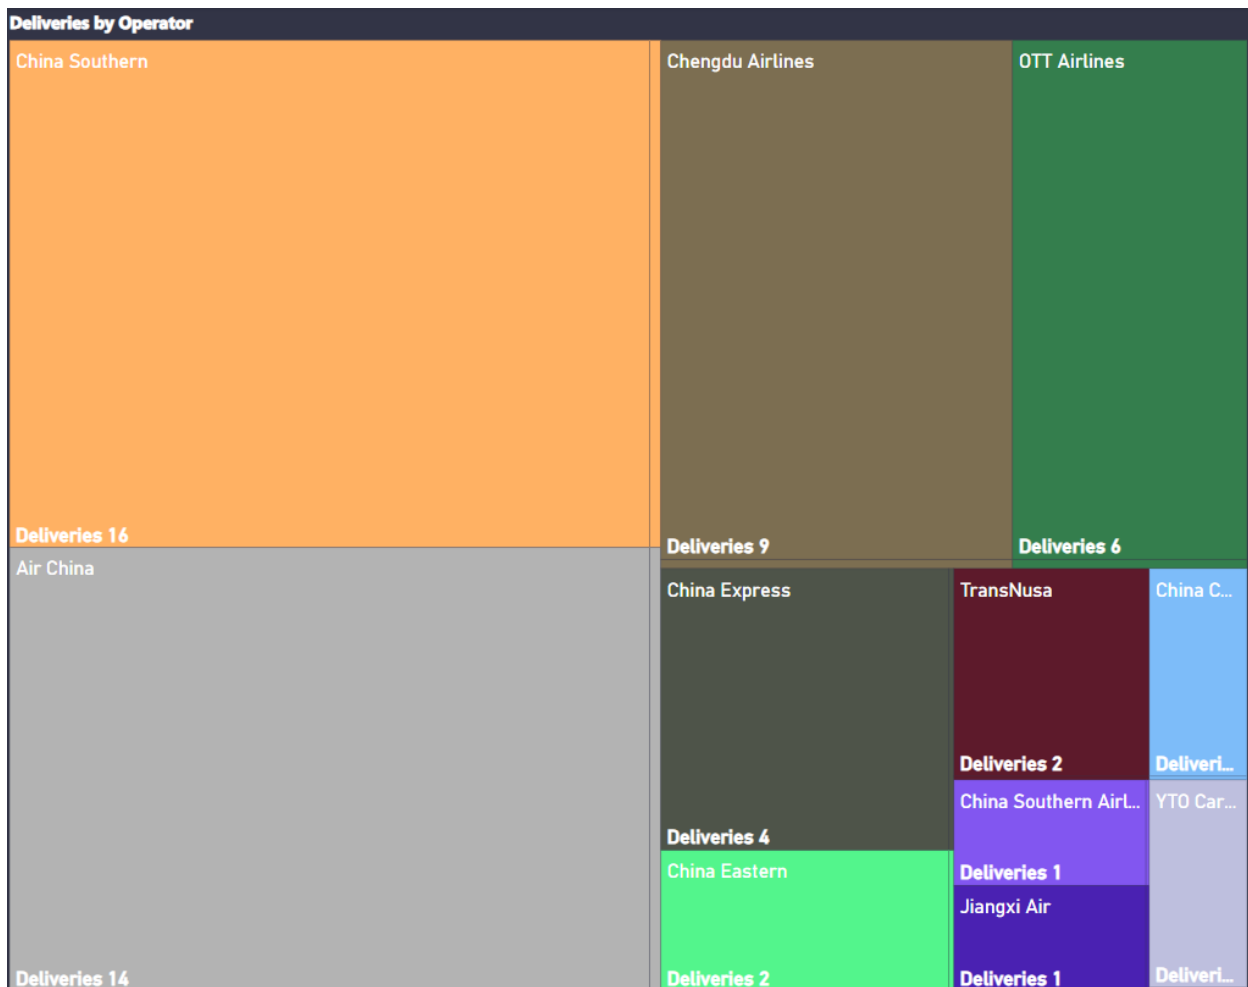 Deliveries by Operator
China Southern
Deliveries 16
Air China
Deliveries 14
Chengdu Airlines
Deliveries 9
OTT Airlines
Deliveries 6
China Express
Deliveries 4
China Eastern
Deliveries 2
TransNusa
Deliveries 2
China Southern Airl...
Deliveries 1
Jiangxi Air
Deliveries 1
China C...
Deliveri...
YTO Car...
Deliveri...